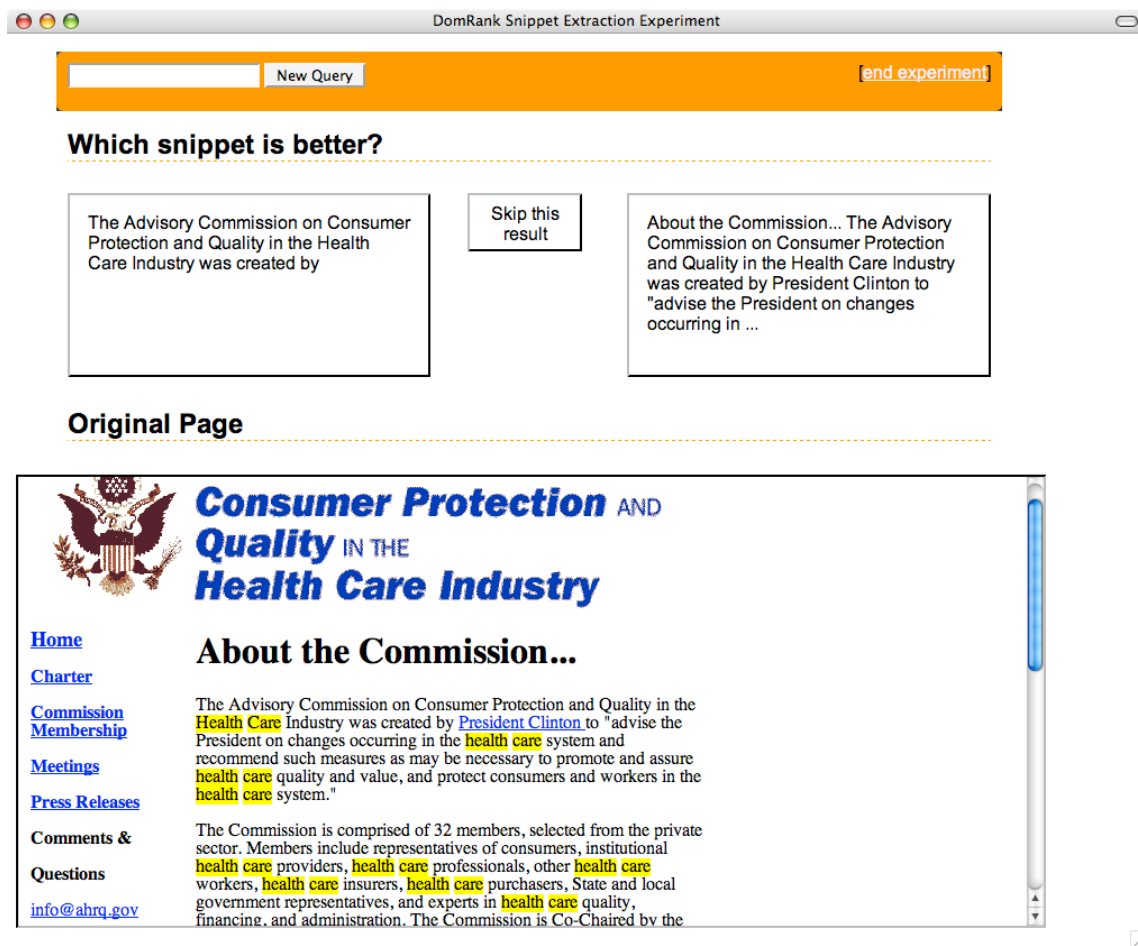 DomRank Snippet Extraction Experiment
New Query
[end experiment]
Which snippet is better?
The Advisory Commission on Consumer
Protection and Quality in the Health
Care Industry was created by
Skip this
result
About the Commission... The Advisory
Commission on Consumer Protection
and Quality in the Health Care Industry
was created by President Clinton to
"advise the President on changes
occurring in ...
Original Page
Consumer Protection AND
Quality IN THE
Health Care Industry
Home
Charter
Commission
Membership
Meetings
Press Releases
Comments &
Questions
info@ahrq.gov
About the Commission...
The Advisory Commission on Consumer Protection and Quality in the
Health Care Industry was created by President Clinton to "advise the
President on changes occurring in the health care system and
recommend such measures as may be necessary to promote and assure
health care quality and value, and protect consumers and workers in the
health care system."
The Commission is comprised of 32 members, selected from the private
sector. Members include representatives of consumers, institutional
health care providers, health care professionals, other health care
workers, health care insurers, health care purchasers, State and local
government representatives, and experts in health care quality,
financing, and administration. The Commission is Co-Chaired by the